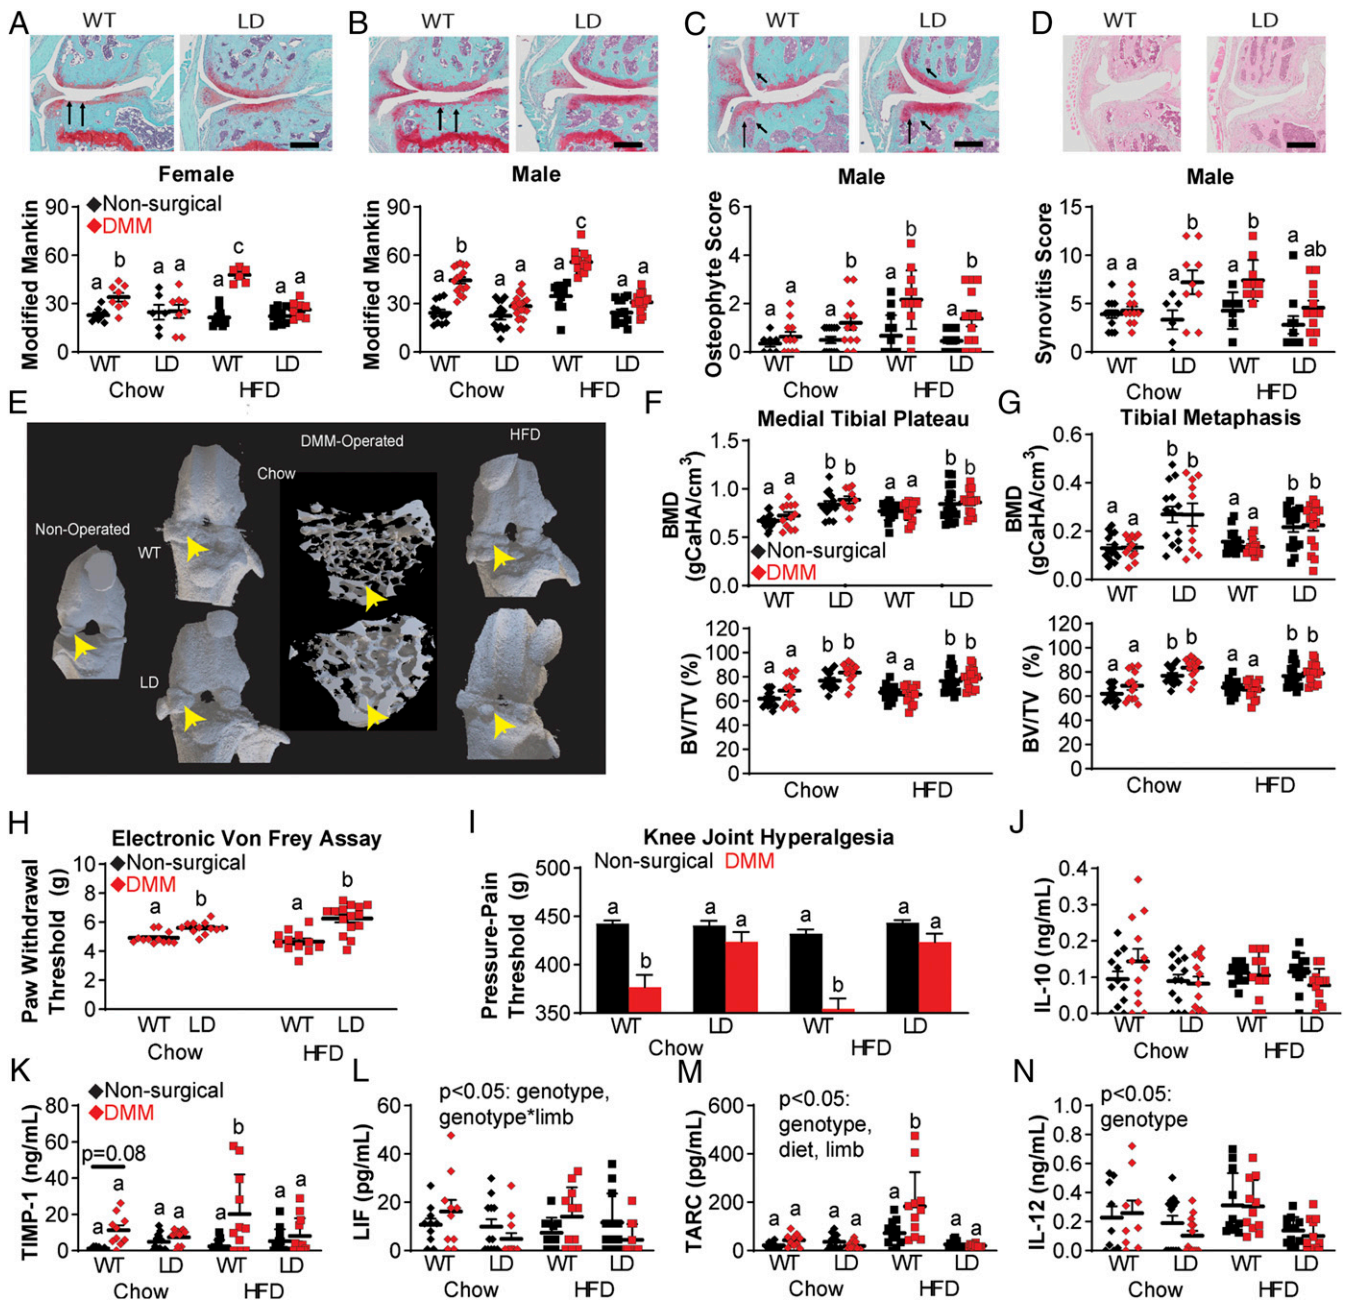 A WT LD
B WT LD
C WT LD
D WT LD
Female
Modified Mankin
90
60
30
0
Non-surgical
DMM
a b a a a c a a
WT LD WT LD
Chow HFD
Male
Modified Mankin
90
60
30
0
a b a a a c a a
WT LD WT LD
Chow HFD
Male
Osteophyte Score
6
4
2
0
a a a b a b a b
WT LD WT LD
Chow HFD
Male
Synovitis Score
15
10
5
0
a a a b a b a ab
WT LD WT LD
Chow HFD
E
Non-Operated
DMM-Operated
Chow
HFD
WT
LD
F
Medial Tibial Plateau
BMD
(gCaHA/cm³)
1.5
1.0
0.5
0.0
a a b b a a b b
Non-surgical
DMM
WT LD WT LD
BV/TV (%)
120
100
80
60
40
20
0
a a b b a a b b
Chow HFD
G
Tibial Metaphasis
BMD
(gCaHA/cm³)
0.6
0.4
0.2
0.0
a a b b a a b b
WT LD WT LD
BV/TV (%)
120
100
80
60
40
20
0
a a b b a a b b
Chow HFD
H
Electronic Von Frey Assay
Paw Withdrawal
Threshold (g)
10
8
6
4
2
0
Non-surgical
DMM
a b a b
WT LD WT LD
Chow HFD
I
Knee Joint Hyperalgesia
Non-surgical DMM
Pressure-Pain
Threshold (g)
500
450
400
350
a b a a a b a a
WT LD WT LD
Chow HFD
J
IL-10 (ng/mL)
0.4
0.3
0.2
0.1
0.0
WT LD WT LD
Chow HFD
K
Non-surgical
DMM
TIMP-1 (ng/mL)
80
60
40
20
0
p=0.08
a a a a a b a a
WT LD WT LD
Chow HFD
L
p<0.05: genotype,
genotype*limb
LIF (pg/mL)
60
40
20
0
WT LD WT LD
Chow HFD
M
p<0.05:
genotype,
diet, limb
TARC (pg/mL)
600
400
200
0
a a a a a b a a
WT LD WT LD
Chow HFD
N
p<0.05:
genotype
IL-12 (ng/mL)
1.0
0.8
0.6
0.4
0.2
0.0
WT LD WT LD
Chow HFD